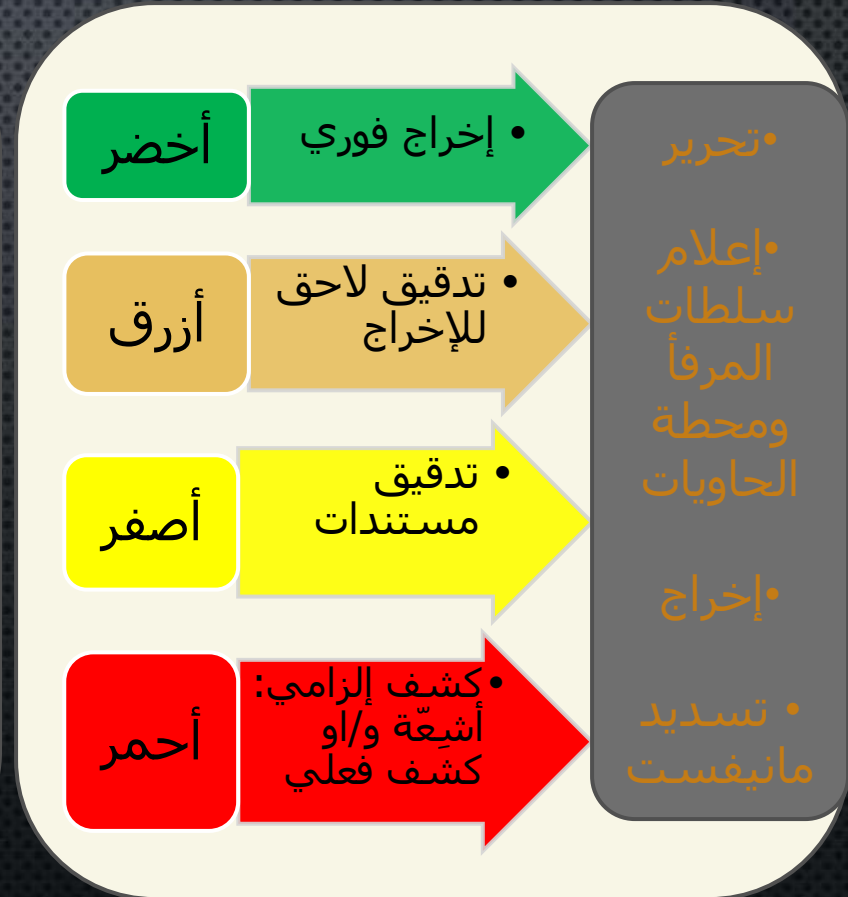 أخضر
• إخراج فوري
أزرق
• تدقيق لاحق
للإخراج
أصفر
• تدقيق
مستندات
أحمر
• كشف إلزامي:
أشعّة و/او
كشف فعلي
•تحرير
•إعلام
سلطات
المرفأ
ومحطة
الحاويات
•إخراج
• تسديد
مانيفست